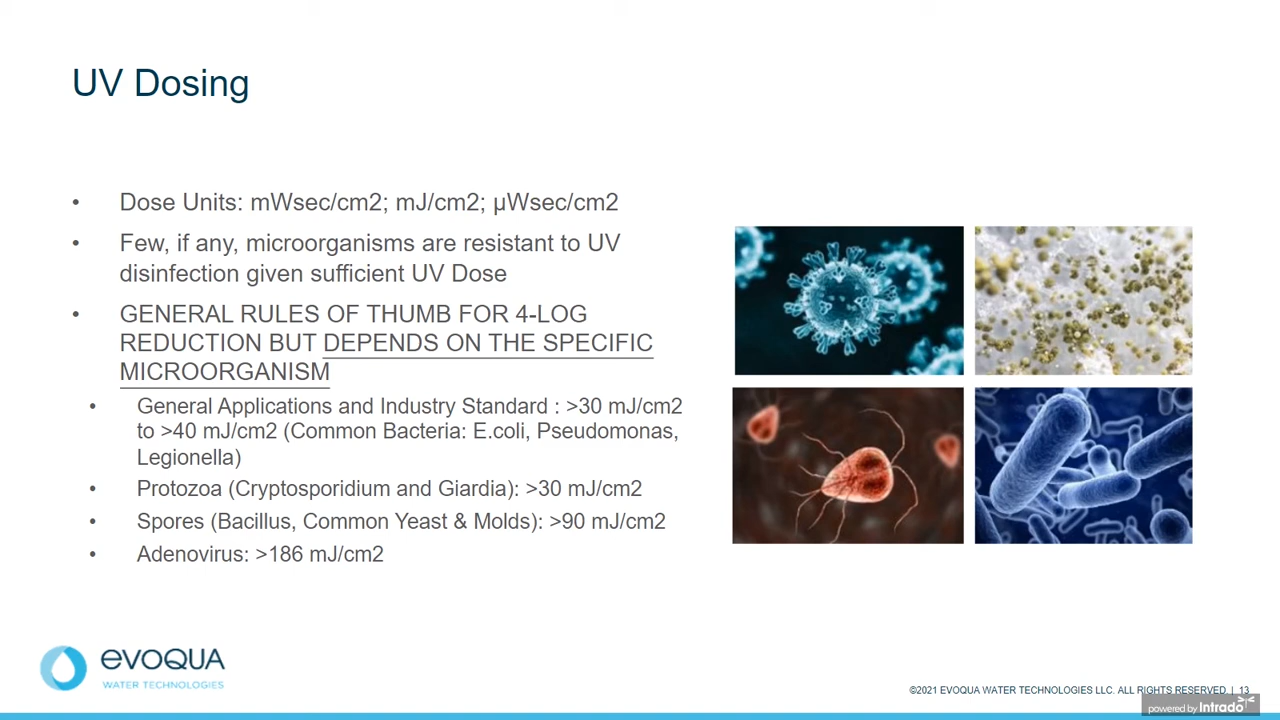 UV Dosing
• Dose Units: mWsec/cm2; mJ/cm2; µWsec/cm2
• Few, if any, microorganisms are resistant to UV
disinfection given sufficient UV Dose
• GENERAL RULES OF THUMB FOR 4-LOG
REDUCTION BUT DEPENDS ON THE SPECIFIC
MICROORGANISM
• General Applications and Industry Standard : >30 mJ/cm2
to >40 mJ/cm2 (Common Bacteria: E.coli, Pseudomonas,
Legionella)
• Protozoa (Cryptosporidium and Giardia): >30 mJ/cm2
• Spores (Bacillus, Common Yeast & Molds): >90 mJ/cm2
• Adenovirus: >186 mJ/cm2
evoQUA
WATER TECHNOLOGIES
©2021 EVOQUA WATER TECHNOLOGIES LLC. ALL RIGHTS RESERVED. | 13
powered by Intrado